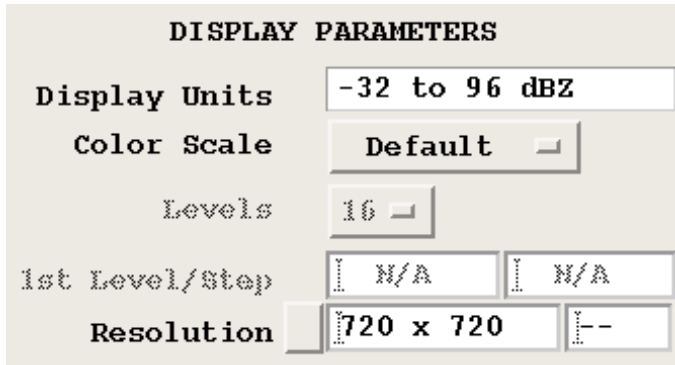 DISPLAY PARAMETERS
Display Units -32 to 96 dBZ
Color Scale Default
Levels 16
1st Level/Step N/A N/A
Resolution 720 x 720 --